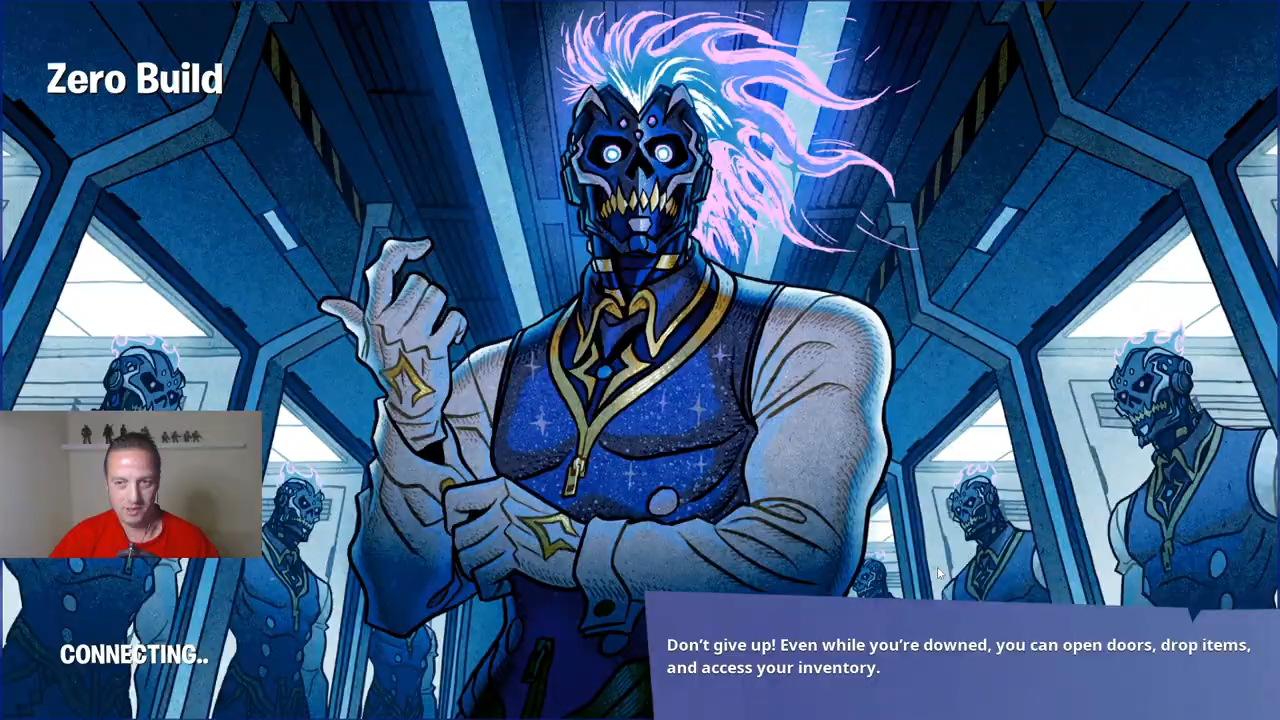 Zero Build
CONNECTING..
Don't give up! Even while you're downed, you can open doors, drop items,
and access your inventory.